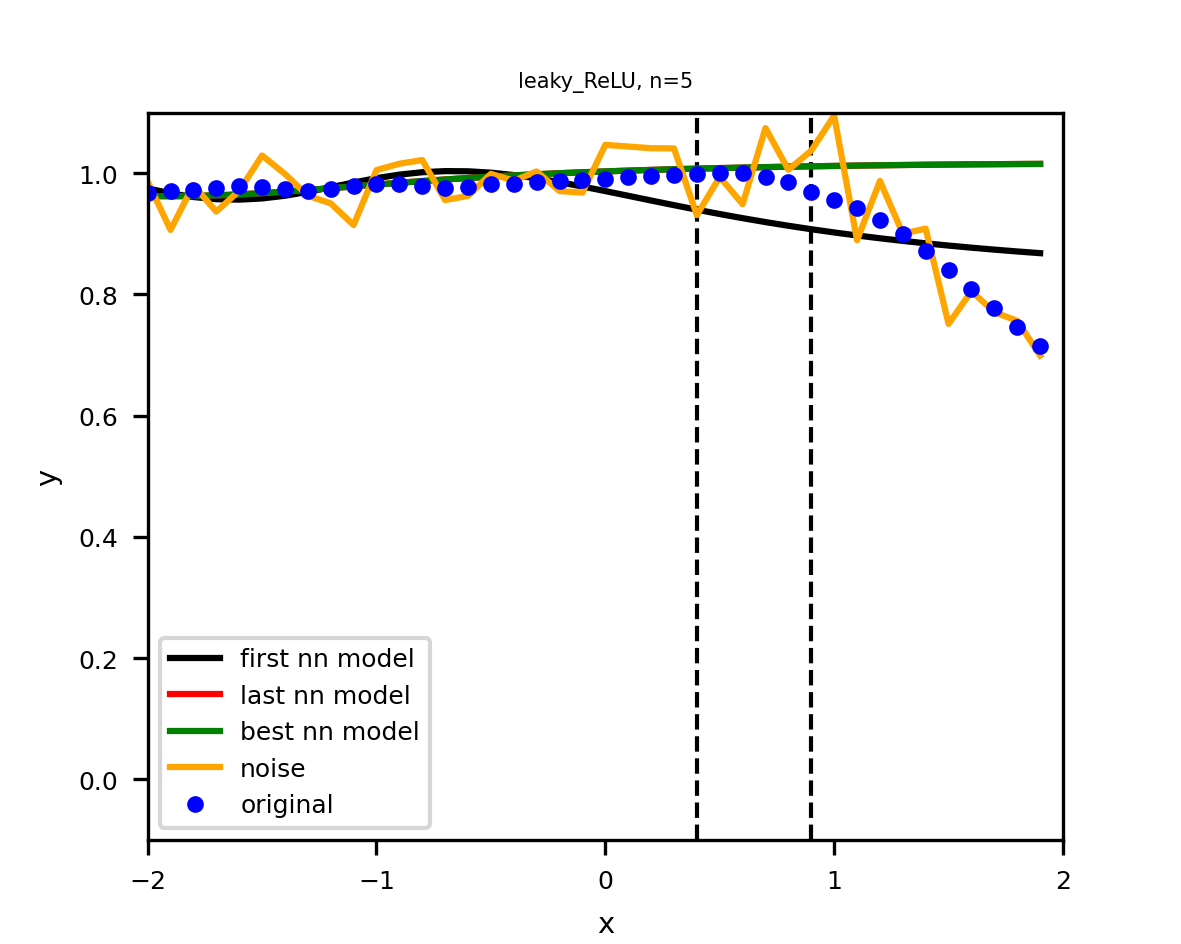 leaky_ReLU, n=5
1.0
0.8
0.6
0.4
0.2
0.0
y
first nn model
last nn model
best nn model
noise
original
−2
−1
0
1
2
x